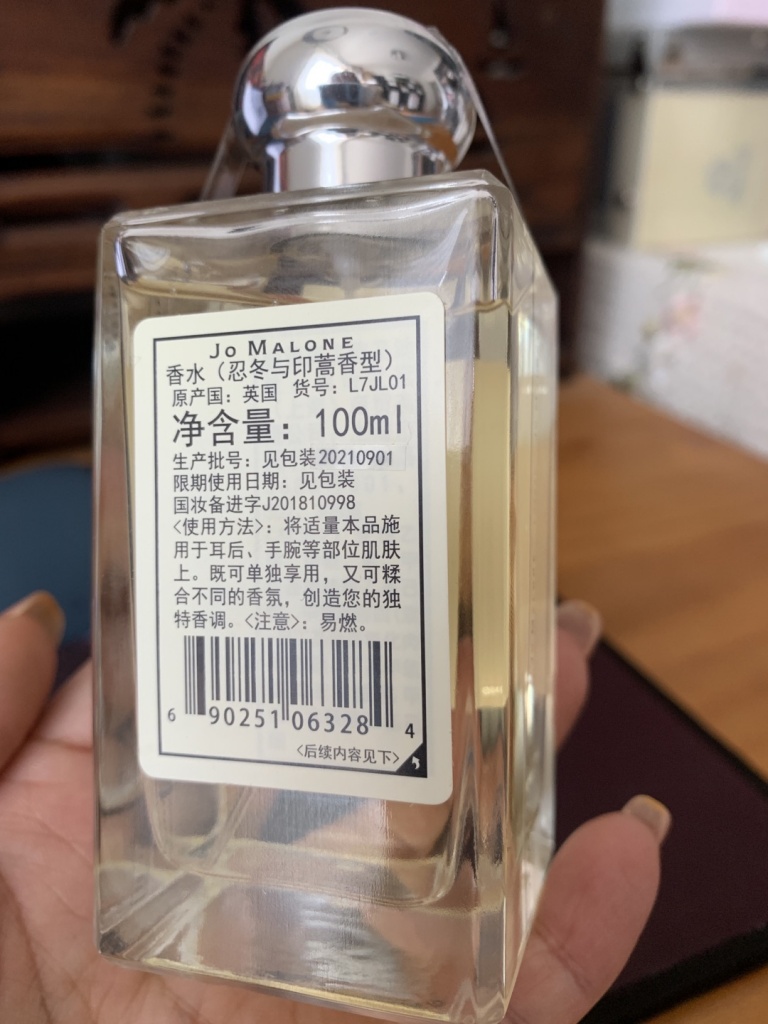 JO MALONE
香水（忍冬与印蒿香型）
原产国：英国 货号：L7JL01
净含量：100ml
生产批号：见包装20210901
限期使用日期：见包装
国妆备进字J201810998
<使用方法>：将适量本品施
用于耳后、手腕等部位肌肤
上。既可单独享用，又可糅
合不同的香氛，创造您的独
特香调。<注意>：易燃。
6 90251 06328 4
<后续内容见下>